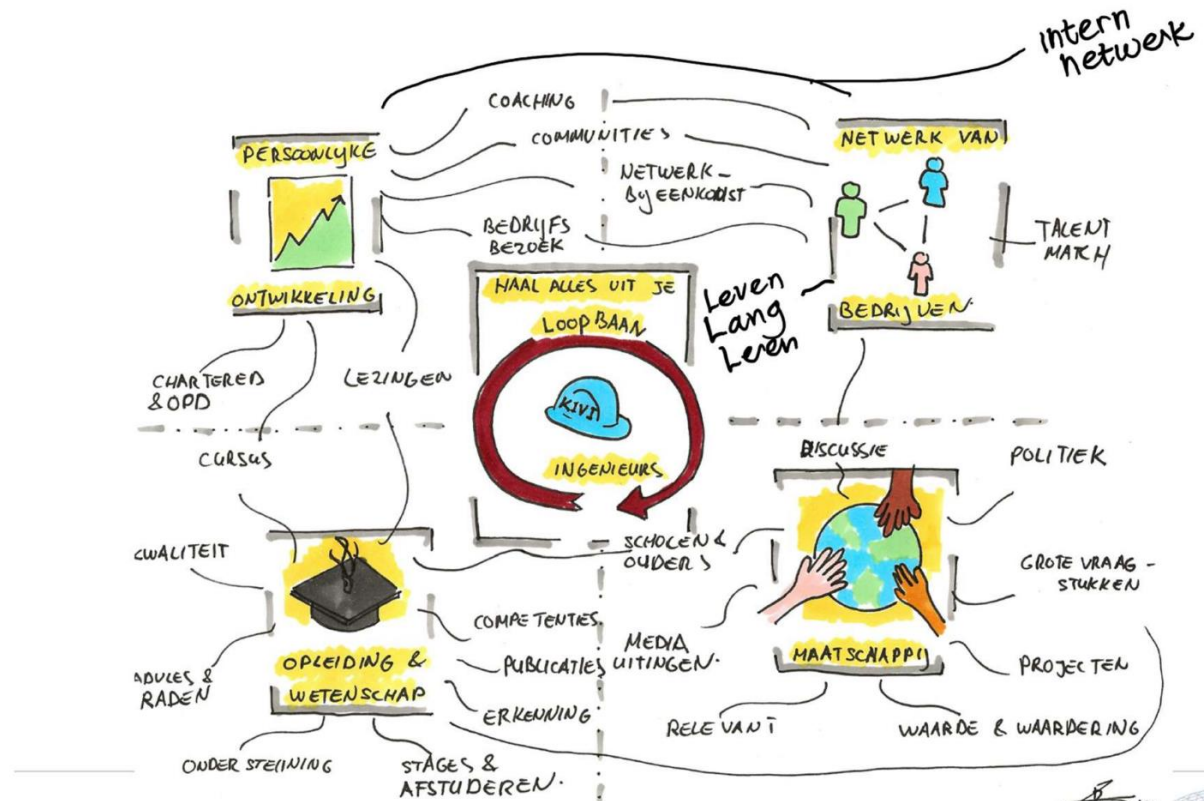 Intern
netwerk
COACHING
COMMUNITIES
NETWERK-
BYEENKOMST
BEDRIJFS
BEZOEK
PERSOONLYKE
ONTWIKKELING
CHARTERED
& OPD
LEZINGEN
CURSUS
NETWERK VAN
BEDRIJVEN.
TALENT
MATCH
Leven
Lang
Leren
HAAL ALLES UIT JE
LOOPBAAN
KIVI
INGENIEURS
KWALITEIT
ADVIES &
RADEN
OPLEIDING &
WETENSCHAP
ONDERSTEUNING
STAGES &
AFSTUDEREN.
COMPETENTIES.
PUBLICATIES
ERKENNING
SCHOLEN &
OUDERS
MEDIA
UITINGEN.
DISCUSSIE
POLITIEK
GROTE VRAAG-
STUKKEN
PROJECTEN
MAATSCHAPPIJ
RELEVANT
WAARDE & WAARDERING